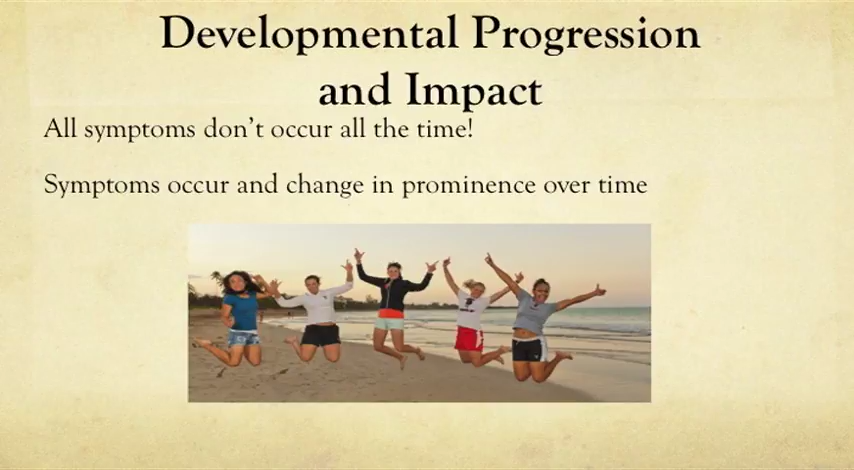 Developmental Progression
and Impact
All symptoms don’t occur all the time!
Symptoms occur and change in prominence over time